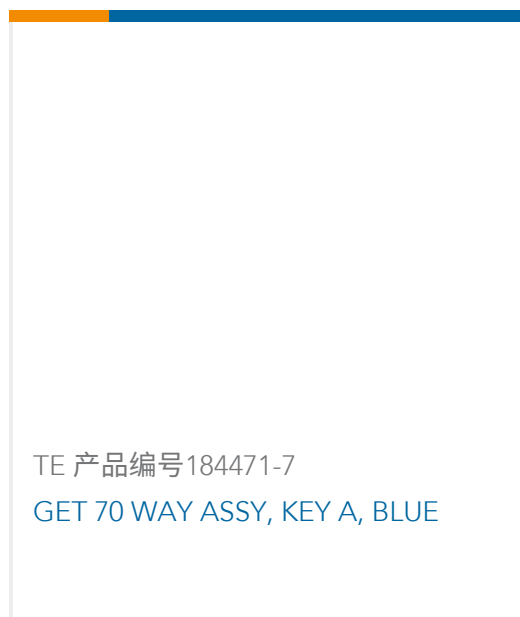 TE 产品编号184471-7
GET 70 WAY ASSY, KEY A, BLUE